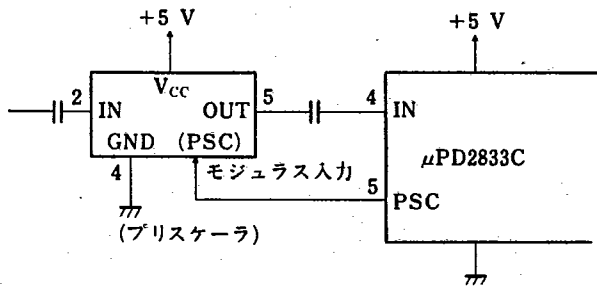 +5 V
+5 V
VCC
2
IN
OUT
5
4
IN
GND
(PSC)
μPD2833C
4
モジュラス入力
5
PSC
(プリスケーラ)